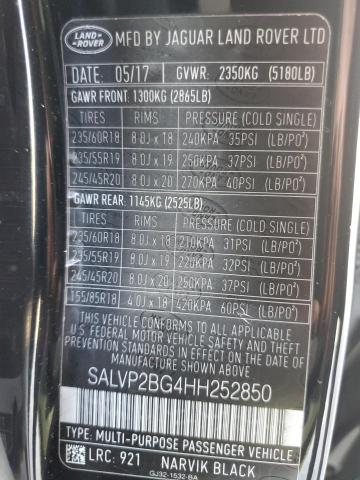 LAND ROVER
MFD BY JAGUAR LAND ROVER LTD
DATE: 05/17 GVWR: 2350KG (5180LB)
GAWR FRONT: 1300KG (2865LB)
TIRES RIMS PRESSURE (COLD SINGLE)
235/60R18 8.0J x 18 240KPA 35PSI (LB/PO²)
235/55R19 8.0J x 19 250KPA 37PSI (LB/PO²)
245/45R20 8.0J x 20 270KPA 40PSI (LB/PO²)
GAWR REAR: 1145KG (2525LB)
TIRES RIMS PRESSURE (COLD SINGLE)
235/60R18 8.0J x 18 210KPA 31PSI (LB/PO²)
235/55R19 8.0J x 19 220KPA 32PSI (LB/PO²)
245/45R20 8.0J x 20 250KPA 37PSI (LB/PO²)
155/85R18 4.0J x 18 420KPA 60PSI (LB/PO²)
THIS VEHICLE CONFORMS TO ALL APPLICABLE
U.S. FEDERAL MOTOR VEHICLE SAFETY AND THEFT
PREVENTION STANDARDS IN EFFECT ON THE DATE
OF MANUFACTURE SHOWN ABOVE.
SALVP2BG4HH252850
TYPE: MULTI-PURPOSE PASSENGER VEHICLE
LRC: 921 NARVIK BLACK
GJ32-1532-BA